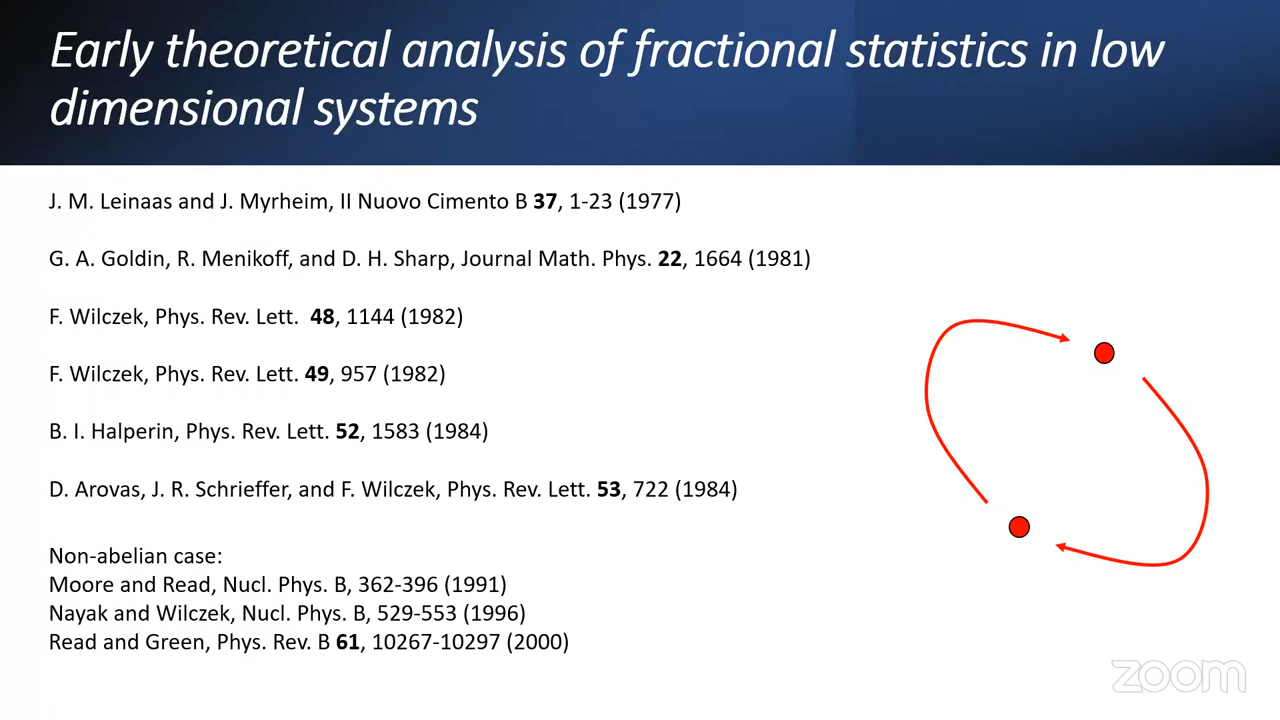 Early theoretical analysis of fractional statistics in low
dimensional systems
J. M. Leinaas and J. Myrheim, II Nuovo Cimento B 37, 1-23 (1977)
G. A. Goldin, R. Menikoff, and D. H. Sharp, Journal Math. Phys. 22, 1664 (1981)
F. Wilczek, Phys. Rev. Lett. 48, 1144 (1982)
F. Wilczek, Phys. Rev. Lett. 49, 957 (1982)
B. I. Halperin, Phys. Rev. Lett. 52, 1583 (1984)
D. Arovas, J. R. Schrieffer, and F. Wilczek, Phys. Rev. Lett. 53, 722 (1984)
Non-abelian case:
Moore and Read, Nucl. Phys. B, 362-396 (1991)
Nayak and Wilczek, Nucl. Phys. B, 529-553 (1996)
Read and Green, Phys. Rev. B 61, 10267-10297 (2000)
zoom